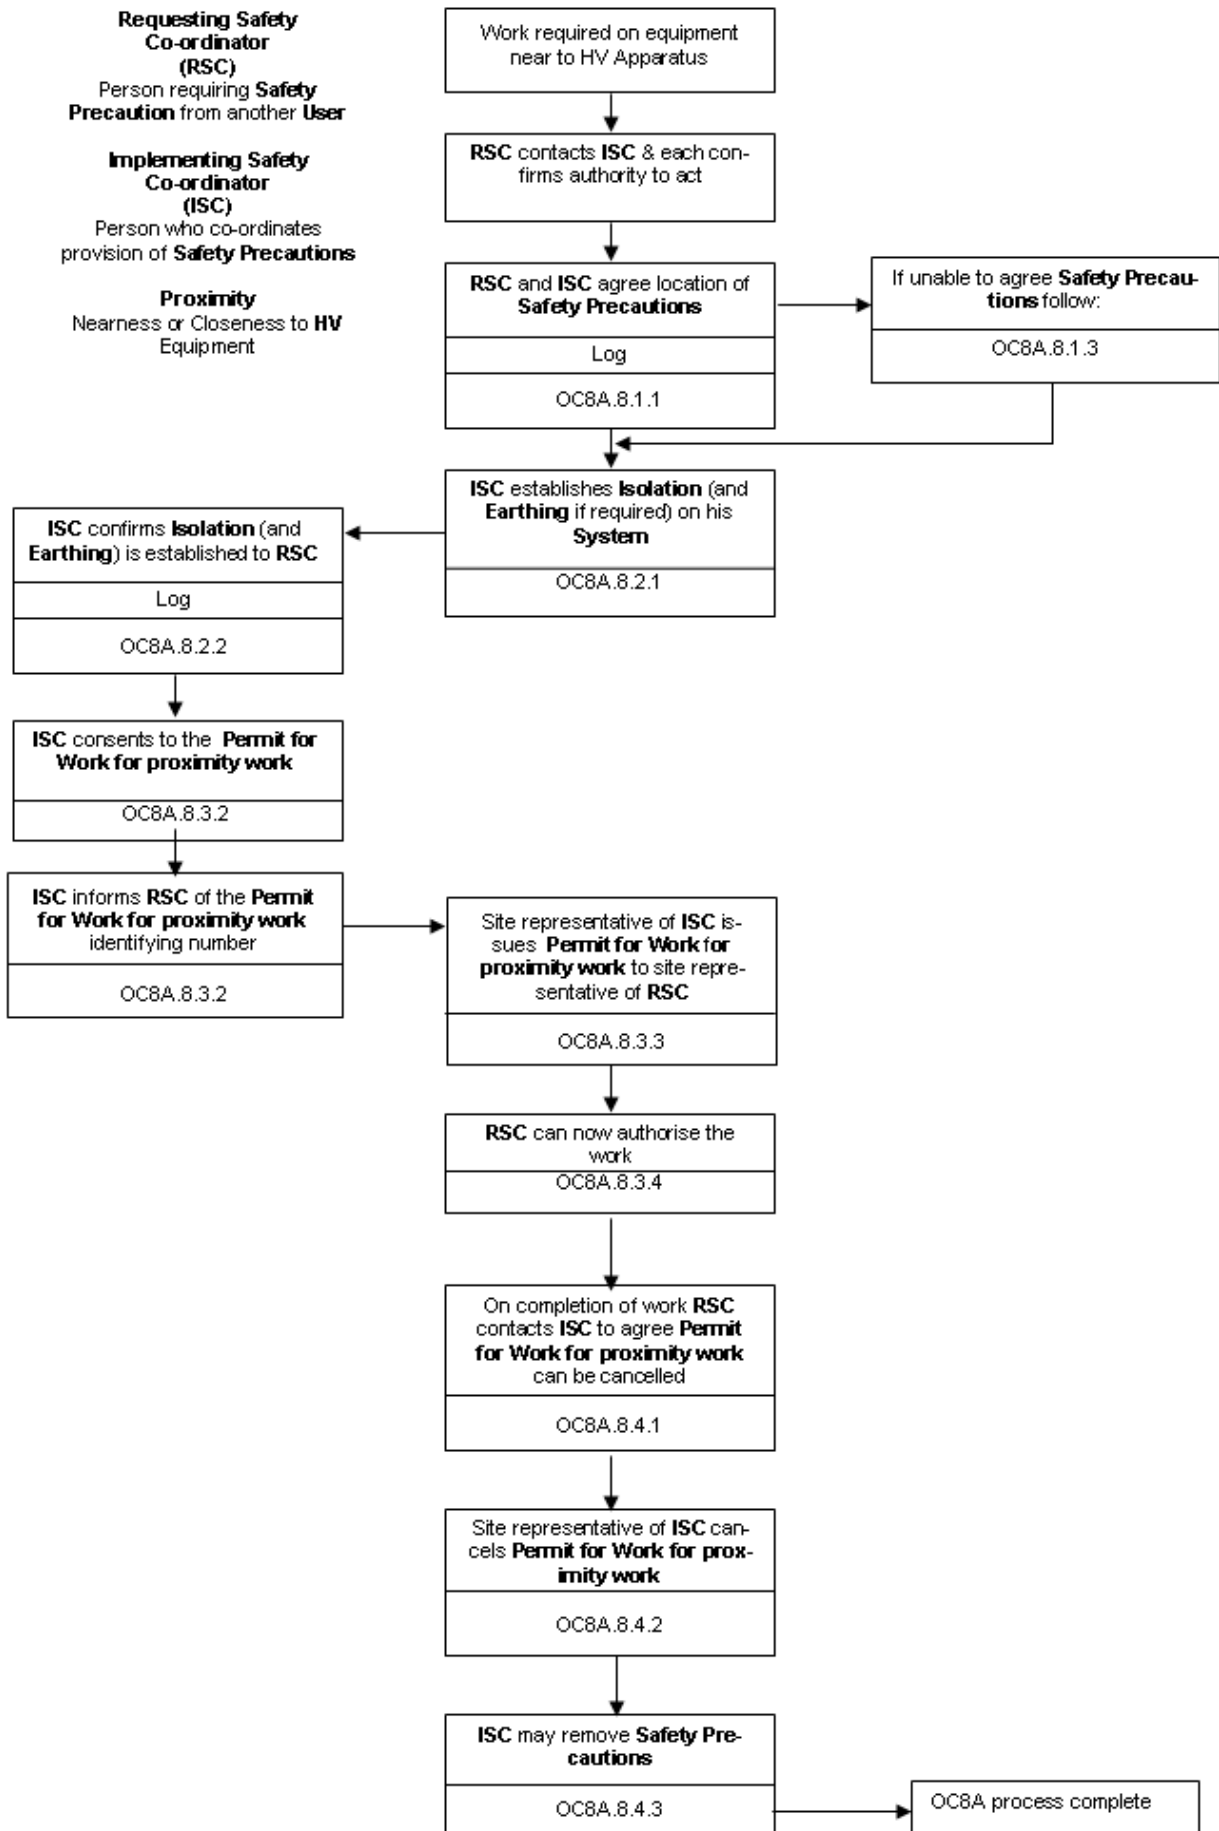 Requesting Safety
Co-ordinator
(RSC)
Person requiring Safety
Precaution from another User
Implementing Safety
Co-ordinator
(ISC)
Person who co-ordinates
provision of Safety Precautions
Proximity
Nearness or Closeness to HV
Equipment
Work required on equipment
near to HV Apparatus
RSC contacts ISC & each con-
firms authority to act
RSC and ISC agree location of
Safety Precautions
Log
OC8A.8.1.1
If unable to agree Safety Precau-
tions follow:
OC8A.8.1.3
ISC establishes Isolation (and
Earthing if required) on his
System
OC8A.8.2.1
ISC confirms Isolation (and
Earthing) is established to RSC
Log
OC8A.8.2.2
ISC consents to the Permit for
Work for proximity work
OC8A.8.3.2
ISC informs RSC of the Permit
for Work for proximity work
identifying number
OC8A.8.3.2
Site representative of ISC is-
sues Permit for Work for
proximity work to site repre-
sentative of RSC
OC8A.8.3.3
RSC can now authorise the
work
OC8A.8.3.4
On completion of work RSC
contacts ISC to agree Permit
for Work for proximity work
can be cancelled
OC8A.8.4.1
Site representative of ISC can-
cels Permit for Work for prox-
imity work
OC8A.8.4.2
ISC may remove Safety Pre-
cautions
OC8A.8.4.3
OC8A process complete